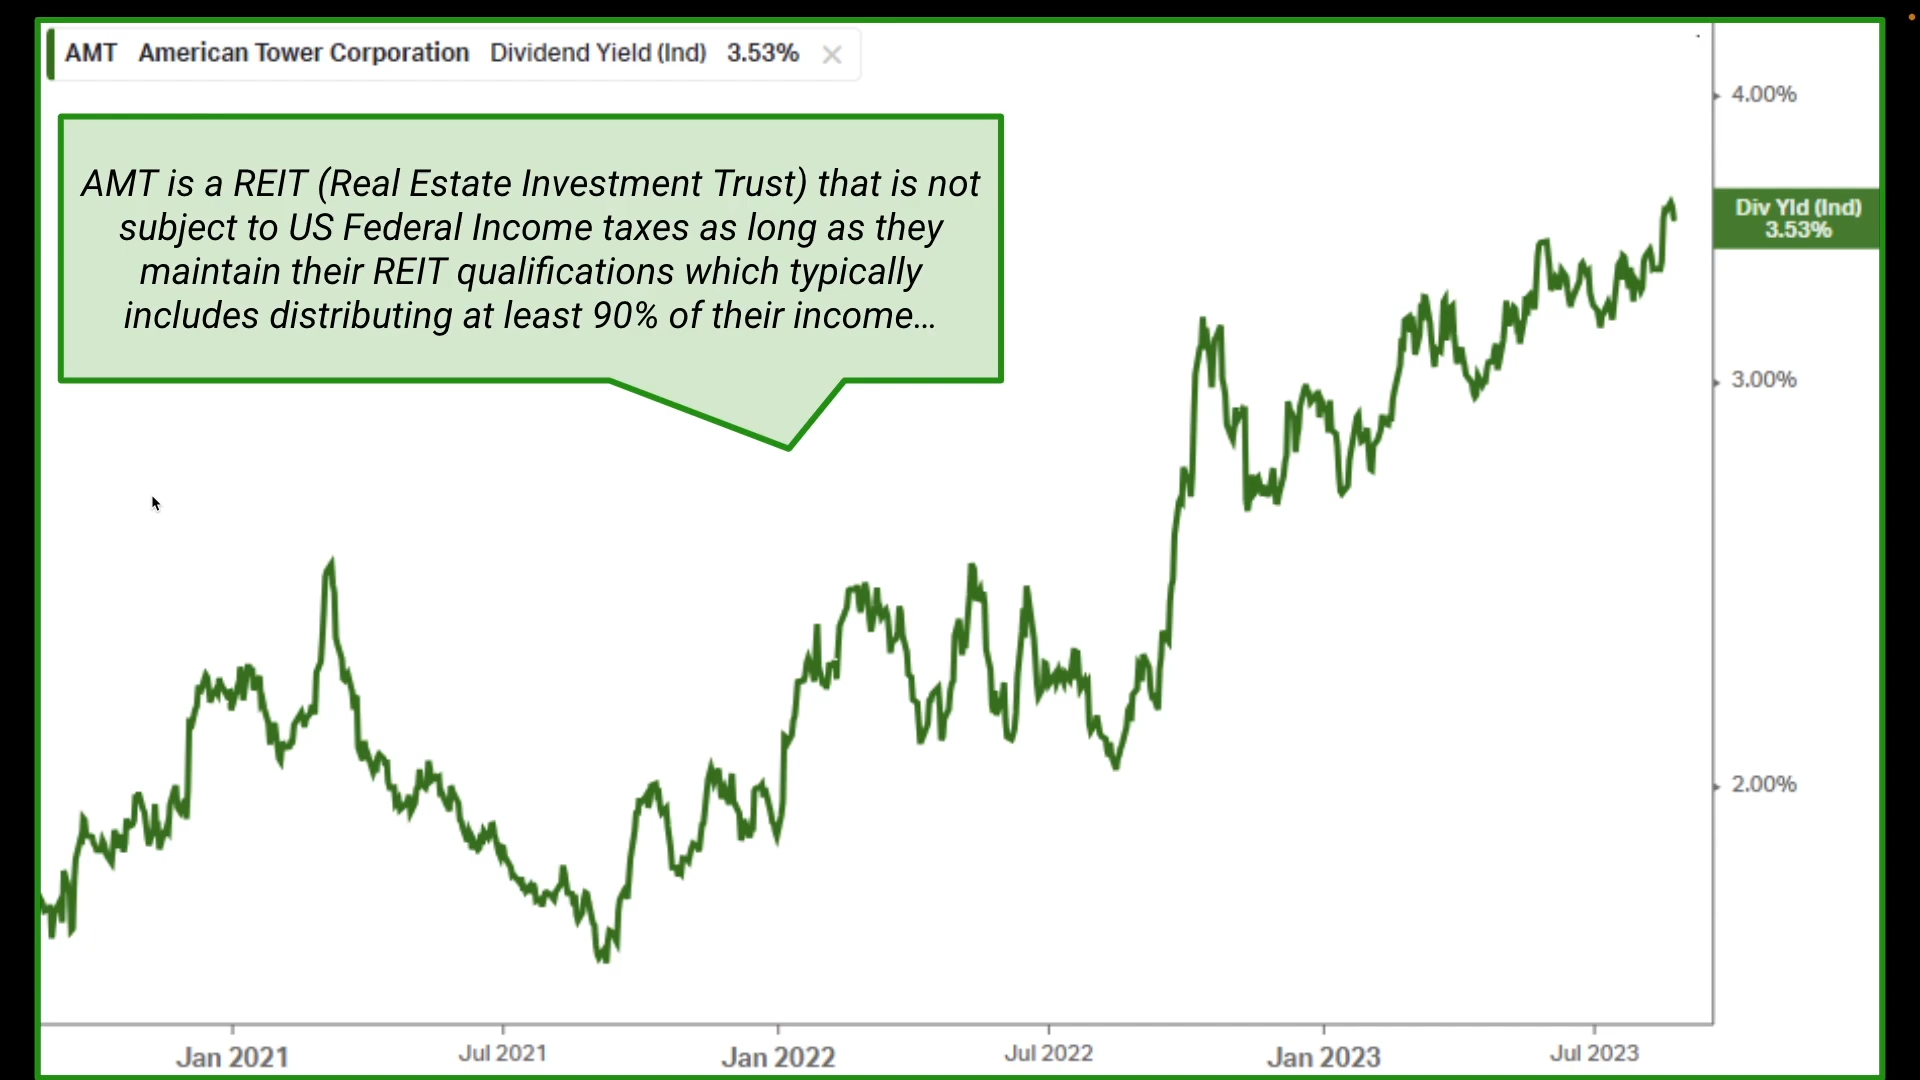 AMT American Tower Corporation Dividend Yield (Ind) 3.53%
AMT is a REIT (Real Estate Investment Trust) that is not
subject to US Federal Income taxes as long as they
maintain their REIT qualifications which typically
includes distributing at least 90% of their income...
4.00%
Div Yld (Ind)
3.53%
3.00%
2.00%
Jan 2021 Jul 2021 Jan 2022 Jul 2022 Jan 2023 Jul 2023